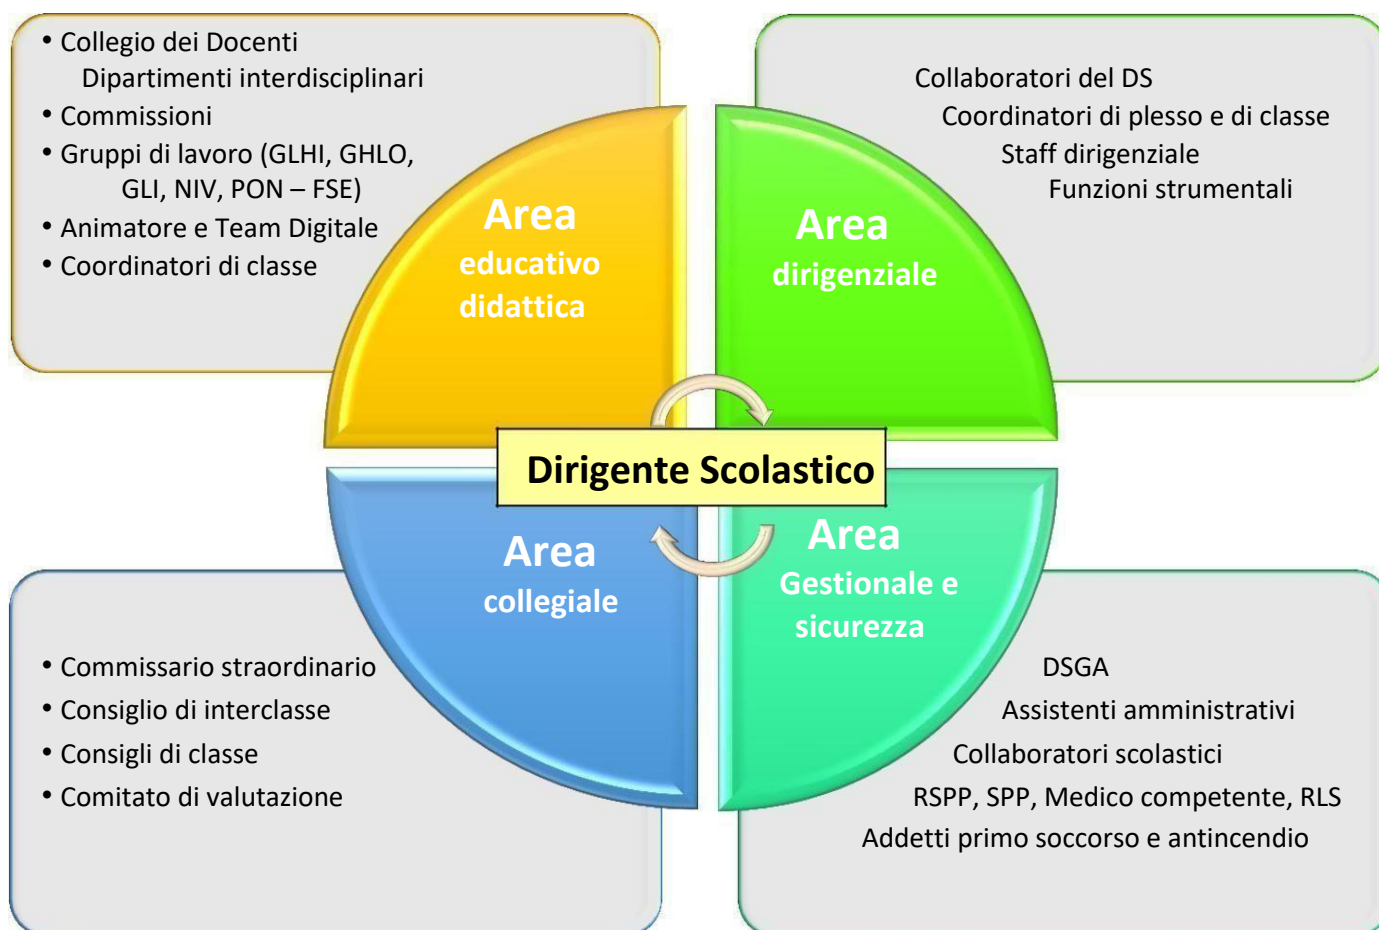 • Collegio dei Docenti
Dipartimenti interdisciplinari
• Commissioni
• Gruppi di lavoro (GLHI, GHLO,
GLI, NIV, PON – FSE)
• Animatore e Team Digitale
• Coordinatori di classe
Collaboratori del DS
Coordinatori di plesso e di classe
Staff dirigenziale
Funzioni strumentali
Area
educativo
didattica
Area
dirigenziale
Dirigente Scolastico
Area
collegiale
Area
Gestionale e
sicurezza
• Commissario straordinario
• Consiglio di interclasse
• Consigli di classe
• Comitato di valutazione
DSGA
Assistenti amministrativi
Collaboratori scolastici
RSPP, SPP, Medico competente, RLS
Addetti primo soccorso e antincendio